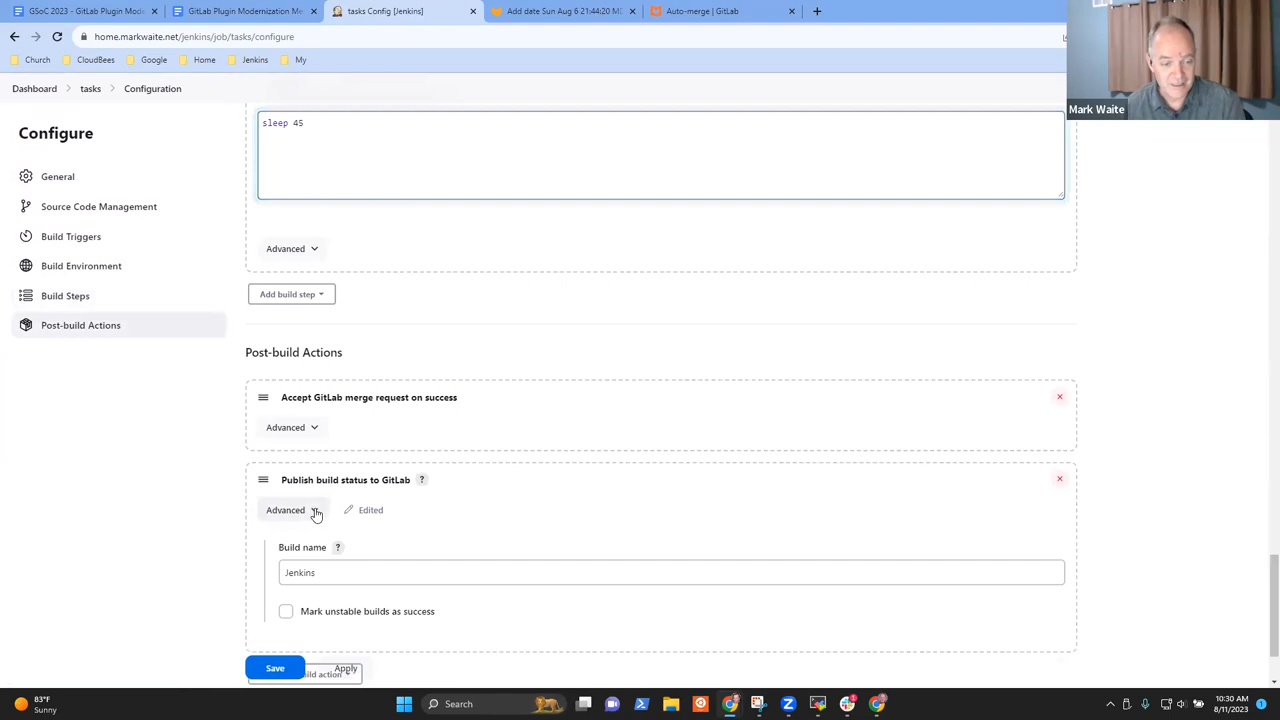 GSoC 2023 - GitLab Plugin Mode
GitLab Plugin Modernization Me
tasks Config [Jenkins]
Add date Sun Aug 6 21:44:20 M
Auto-merge | GitLab
home.markwaite.net/jenkins/job/tasks/configure
Church
CloudBees
Google
Home
Jenkins
My
Mark Waite
Dashboard > tasks > Configuration
Configure
General
Source Code Management
Build Triggers
Build Environment
Build Steps
Post-build Actions
sleep 45
Advanced
Add build step
Post-build Actions
Accept GitLab merge request on success
Advanced
Publish build status to GitLab ?
Advanced
Edited
Build name ?
Jenkins
Mark unstable builds as success
Save
Apply
ild action
83°F
Sunny
Search
10:30 AM
8/11/2023